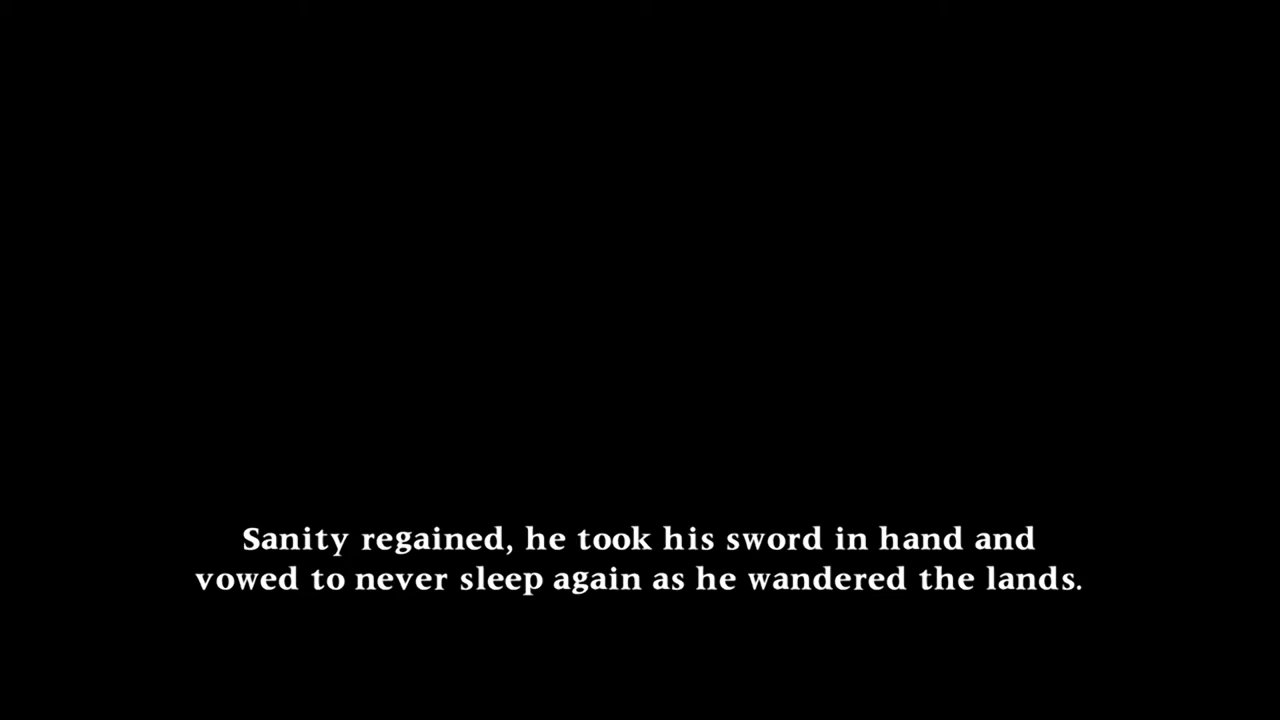 Sanity regained, he took his sword in hand and
vowed to never sleep again as he wandered the lands.